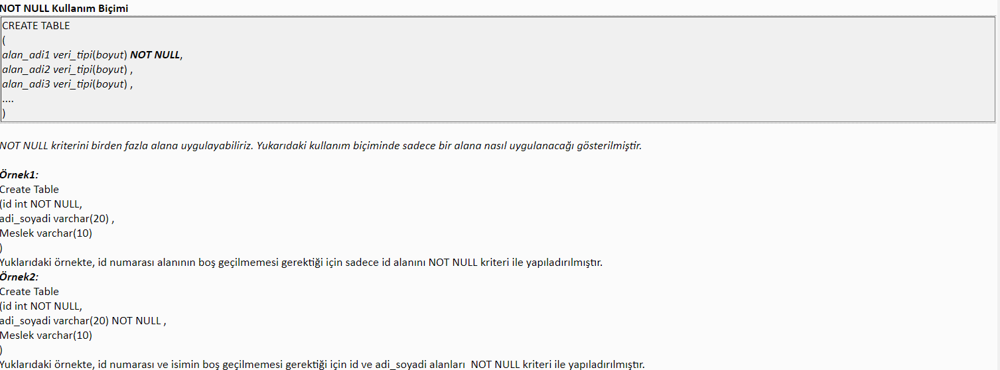 NOT NULL Kullanım Biçimi
CREATE TABLE
(
alan_adi1 veri_tipi(boyut) NOT NULL,
alan_adi2 veri_tipi(boyut) ,
alan_adi3 veri_tipi(boyut) ,
....
)
NOT NULL kriterini birden fazla alana uygulayabiliriz. Yukarıdaki kullanım biçiminde sadece bir alana nasıl uygulanacağı gösterilmiştir.
Örnek1:
Create Table
(id int NOT NULL,
adi_soyadi varchar(20) ,
Meslek varchar(10)
)
Yuklarıdaki örnekte, id numarası alanının boş geçilmemesi gerektiği için sadece id alanını NOT NULL kriteri ile yapıladırılmıştır.
Örnek2:
Create Table
(id int NOT NULL,
adi_soyadi varchar(20) NOT NULL ,
Meslek varchar(10)
)
Yuklarıdaki örnekte, id numarası ve isimin boş geçilmemesi gerektiği için id ve adi_soyadi alanları  NOT NULL kriteri ile yapıladırılmıştır.